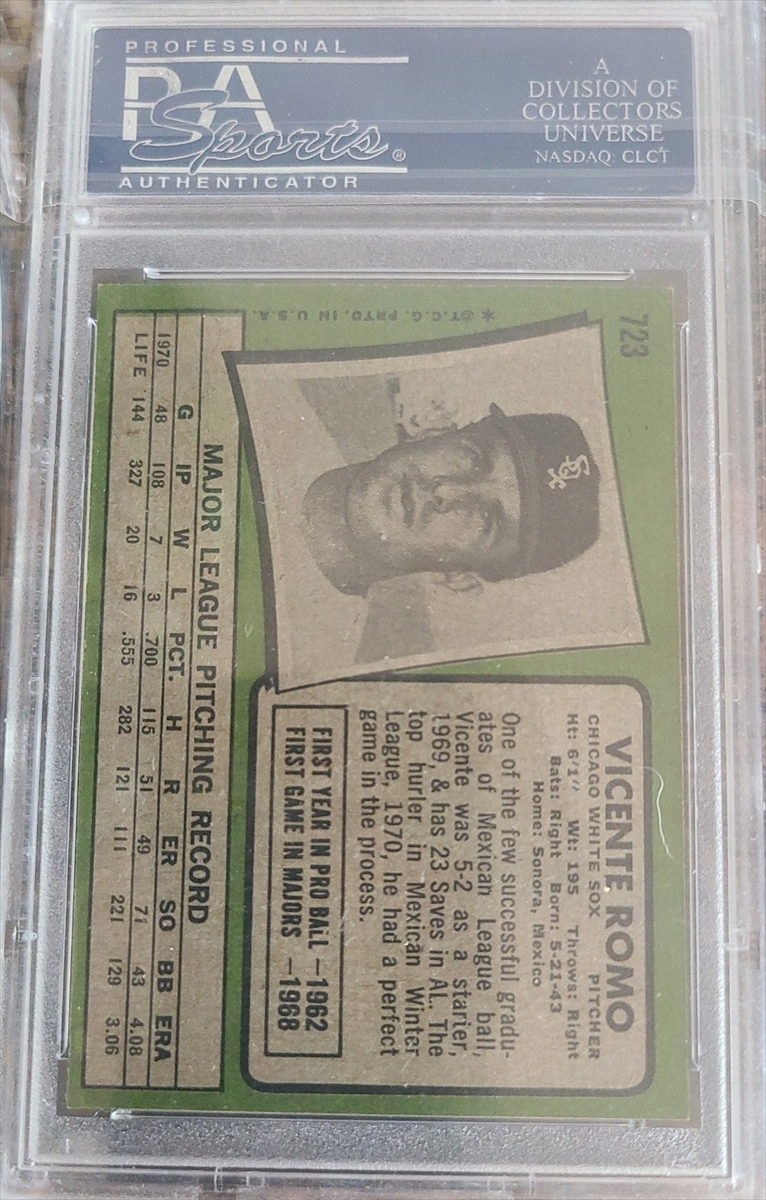 PROFESSIONAL
PSA
Sports®
AUTHENTICATOR
A
DIVISION OF
COLLECTORS
UNIVERSE
NASDAQ: CLCT
723
VICENTE ROMO
CHICAGO WHITE SOX PITCHER
Ht: 6'1" Wt: 195 Throws: Right
Bats: Right Born: 5-21-43
Home: Sonora, Mexico
One of the few successful gradu-
ates of Mexican League ball,
Vicente was 5-2 as a starter,
1969, & has 23 Saves in AL. The
top hurler in Mexican Winter
League, 1970, he had a perfect
game in the process.
FIRST YEAR IN PRO BALL —1962
FIRST GAME IN MAJORS —1968
MAJOR LEAGUE PITCHING RECORD
G IP W L PCT. H R ER SO BB ERA
1970 48 108 7 3 .700 115 51 49 71 43 4.08
LIFE 144 327 20 16 .555 282 121 111 221 129 3.06
*©T.C.G. PRTD. IN U.S.A.
SOX